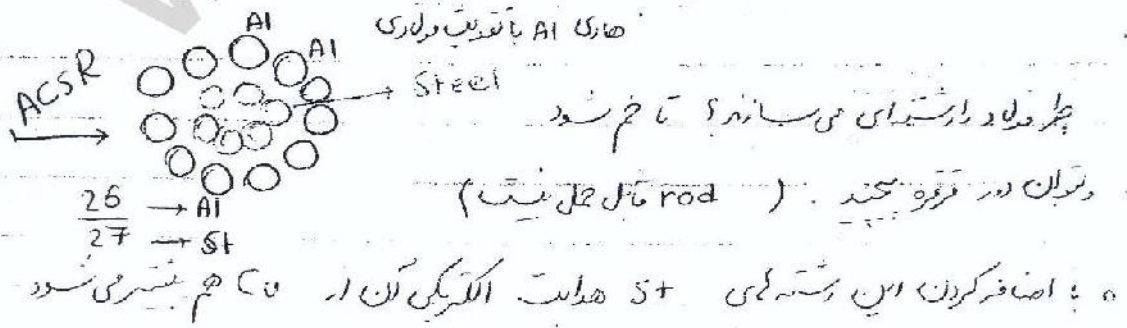 هادی Al با تقویت فولادی
Al
Al
Steel
ACSR
چرا فولاد را رشته‌ای می‌سازند؟ تا خم شود
و بتوان دور قرقره پیچید. ( rod قابل حمل نیست)
26 → Al
27 → St
: اضافه کردن این رشته‌های St هدایت الکتریکی آن از Cu هم بیشتر می‌شود